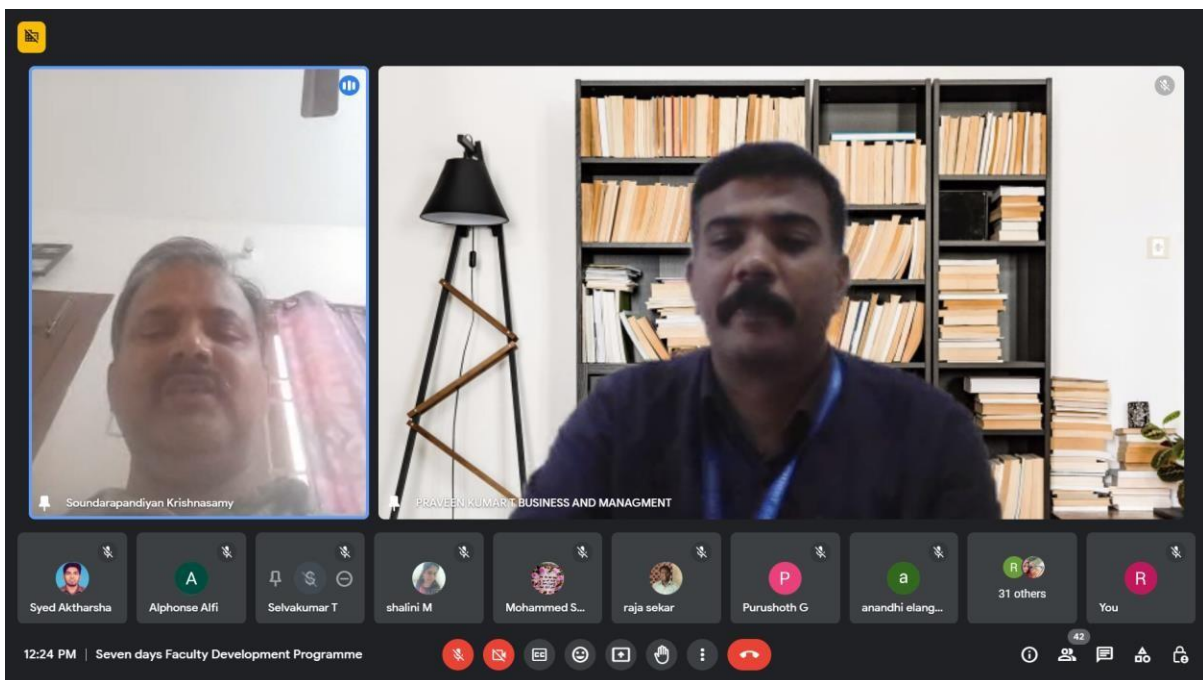 Soundarapandiyan Krishnasamy
PRAVEEN KUMAR T BUSINESS AND MANAGMENT
Syed Aktharsha
A
Alphonse Alfi
S
Selvakumar T
shalini M
Mohammed S...
raja sekar
P
Purushoth G
a
anandhi elang...
R
31 others
R
You
12:24 PM | Seven days Faculty Development Programme
CC
42